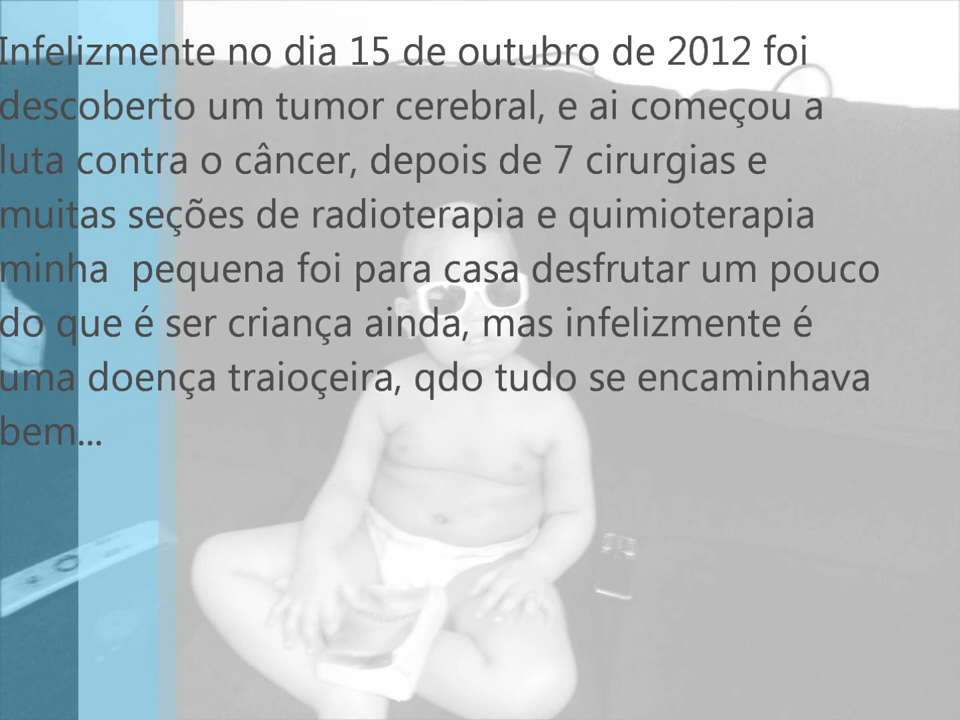 Infelizmente no dia 15 de outubro de 2012 foi
descoberto um tumor cerebral, e ai começou a
luta contra o câncer, depois de 7 cirurgias e
muitas seções de radioterapia e quimioterapia
minha  pequena foi para casa desfrutar um pouco
do que é ser criança ainda, mas infelizmente é
uma doença traioçeira, qdo tudo se encaminhava
bem...